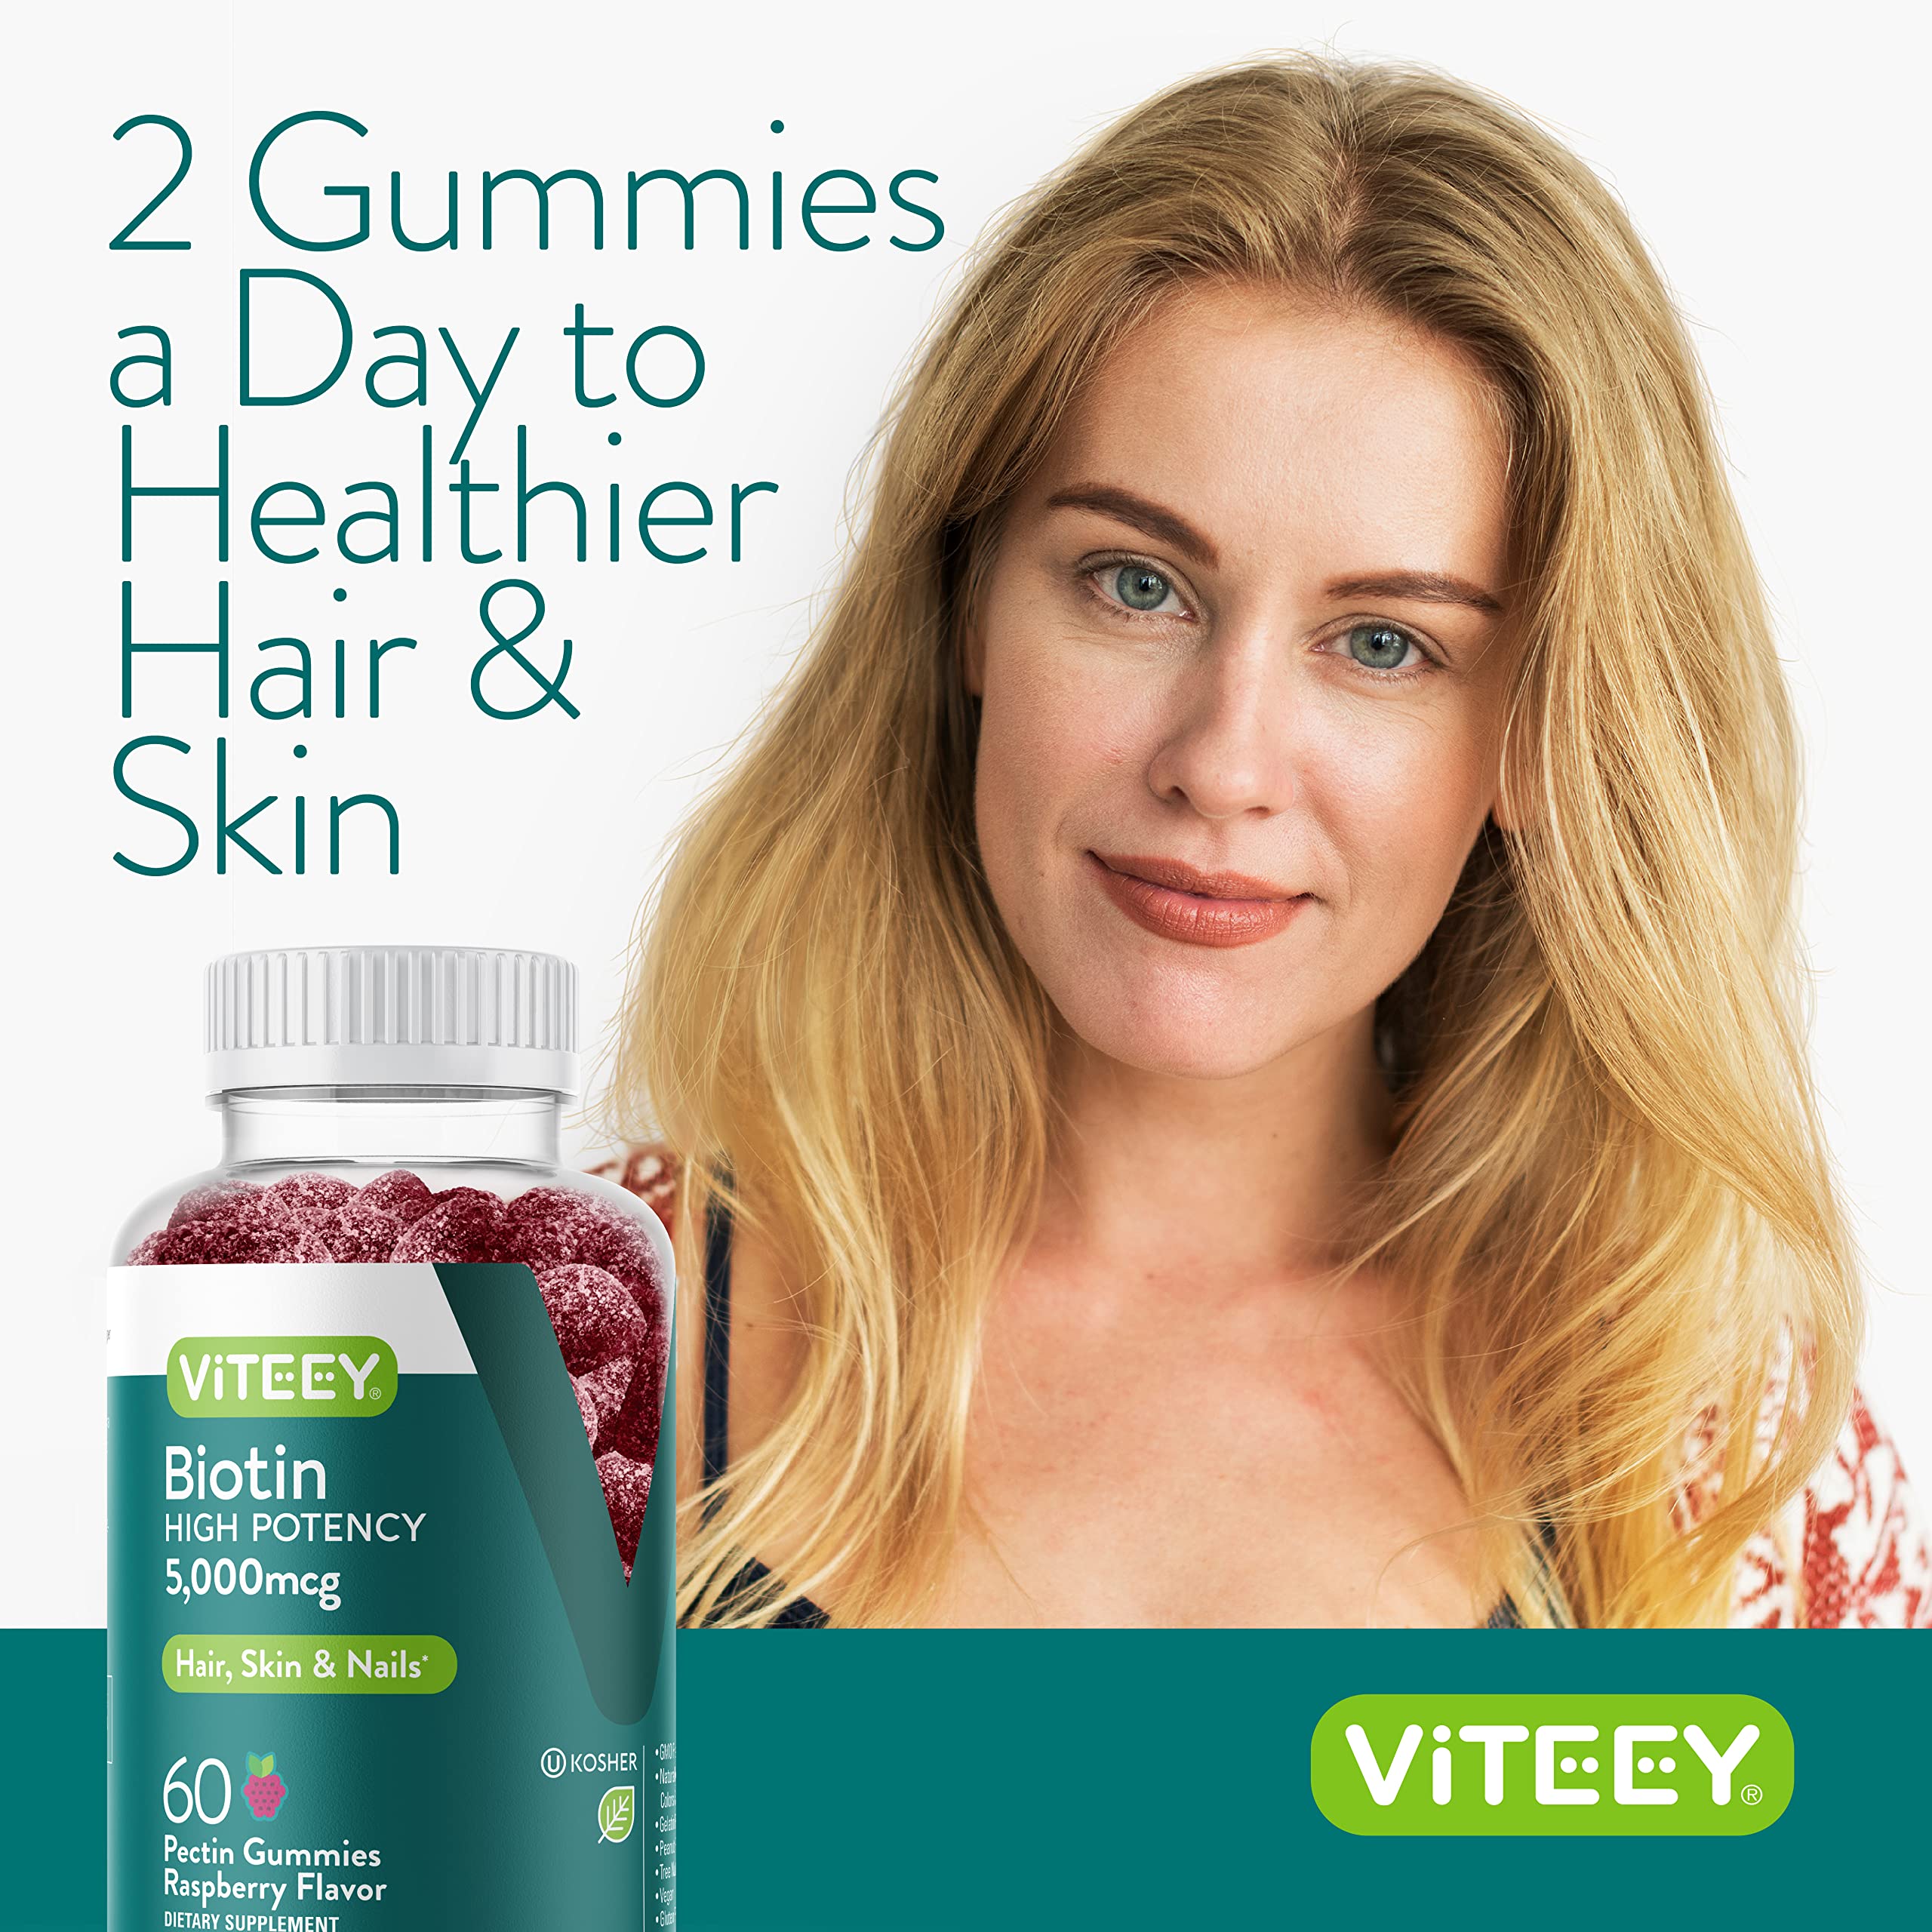 2 Gummies
a Day to
Healthier
Hair &
Skin
ViTEEY®
Biotin
HIGH POTENCY
5,000mcg
Hair, Skin & Nails*
60
Pectin Gummies
Raspberry Flavor
DIETARY SUPPLEMENT
U KOSHER
ViTEEY®